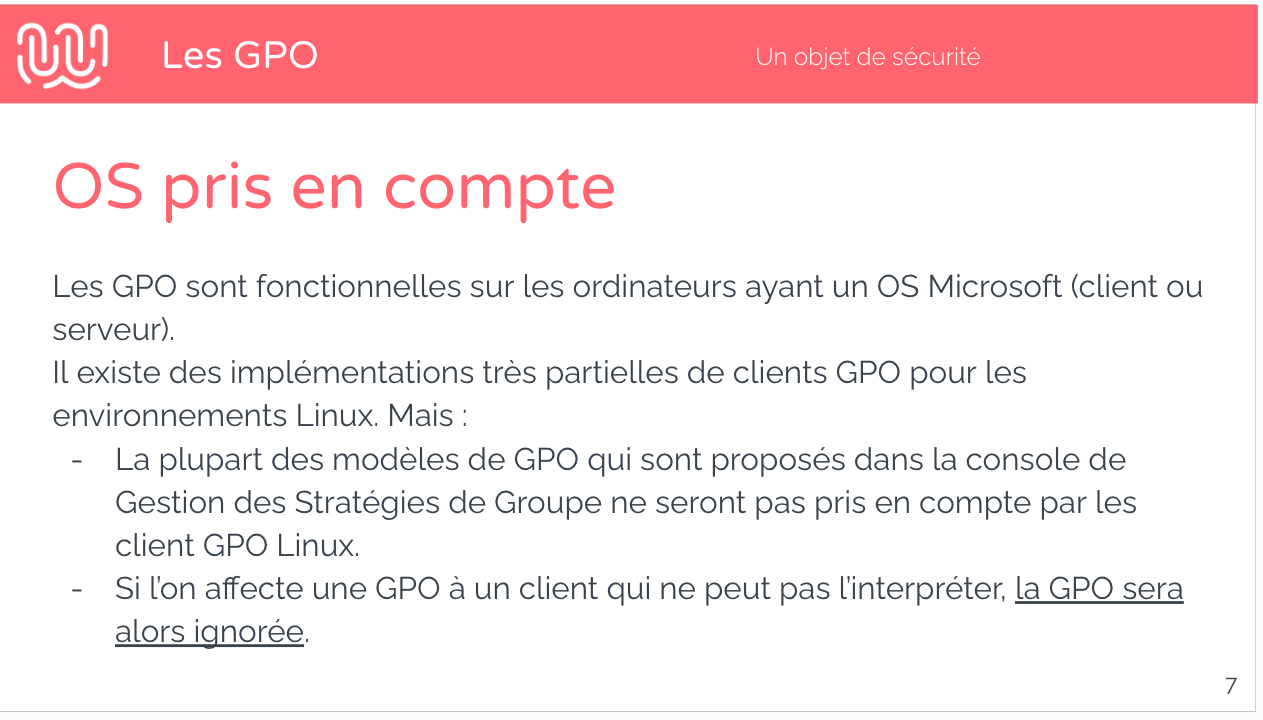 Les GPO
Un objet de sécurité
OS pris en compte
Les GPO sont fonctionnelles sur les ordinateurs ayant un OS Microsoft (client ou
serveur).
Il existe des implémentations très partielles de clients GPO pour les
environnements Linux. Mais :
- La plupart des modèles de GPO qui sont proposés dans la console de
Gestion des Stratégies de Groupe ne seront pas pris en compte par les
client GPO Linux.
- Si l’on affecte une GPO à un client qui ne peut pas l’interpréter, la GPO sera
alors ignorée.
7